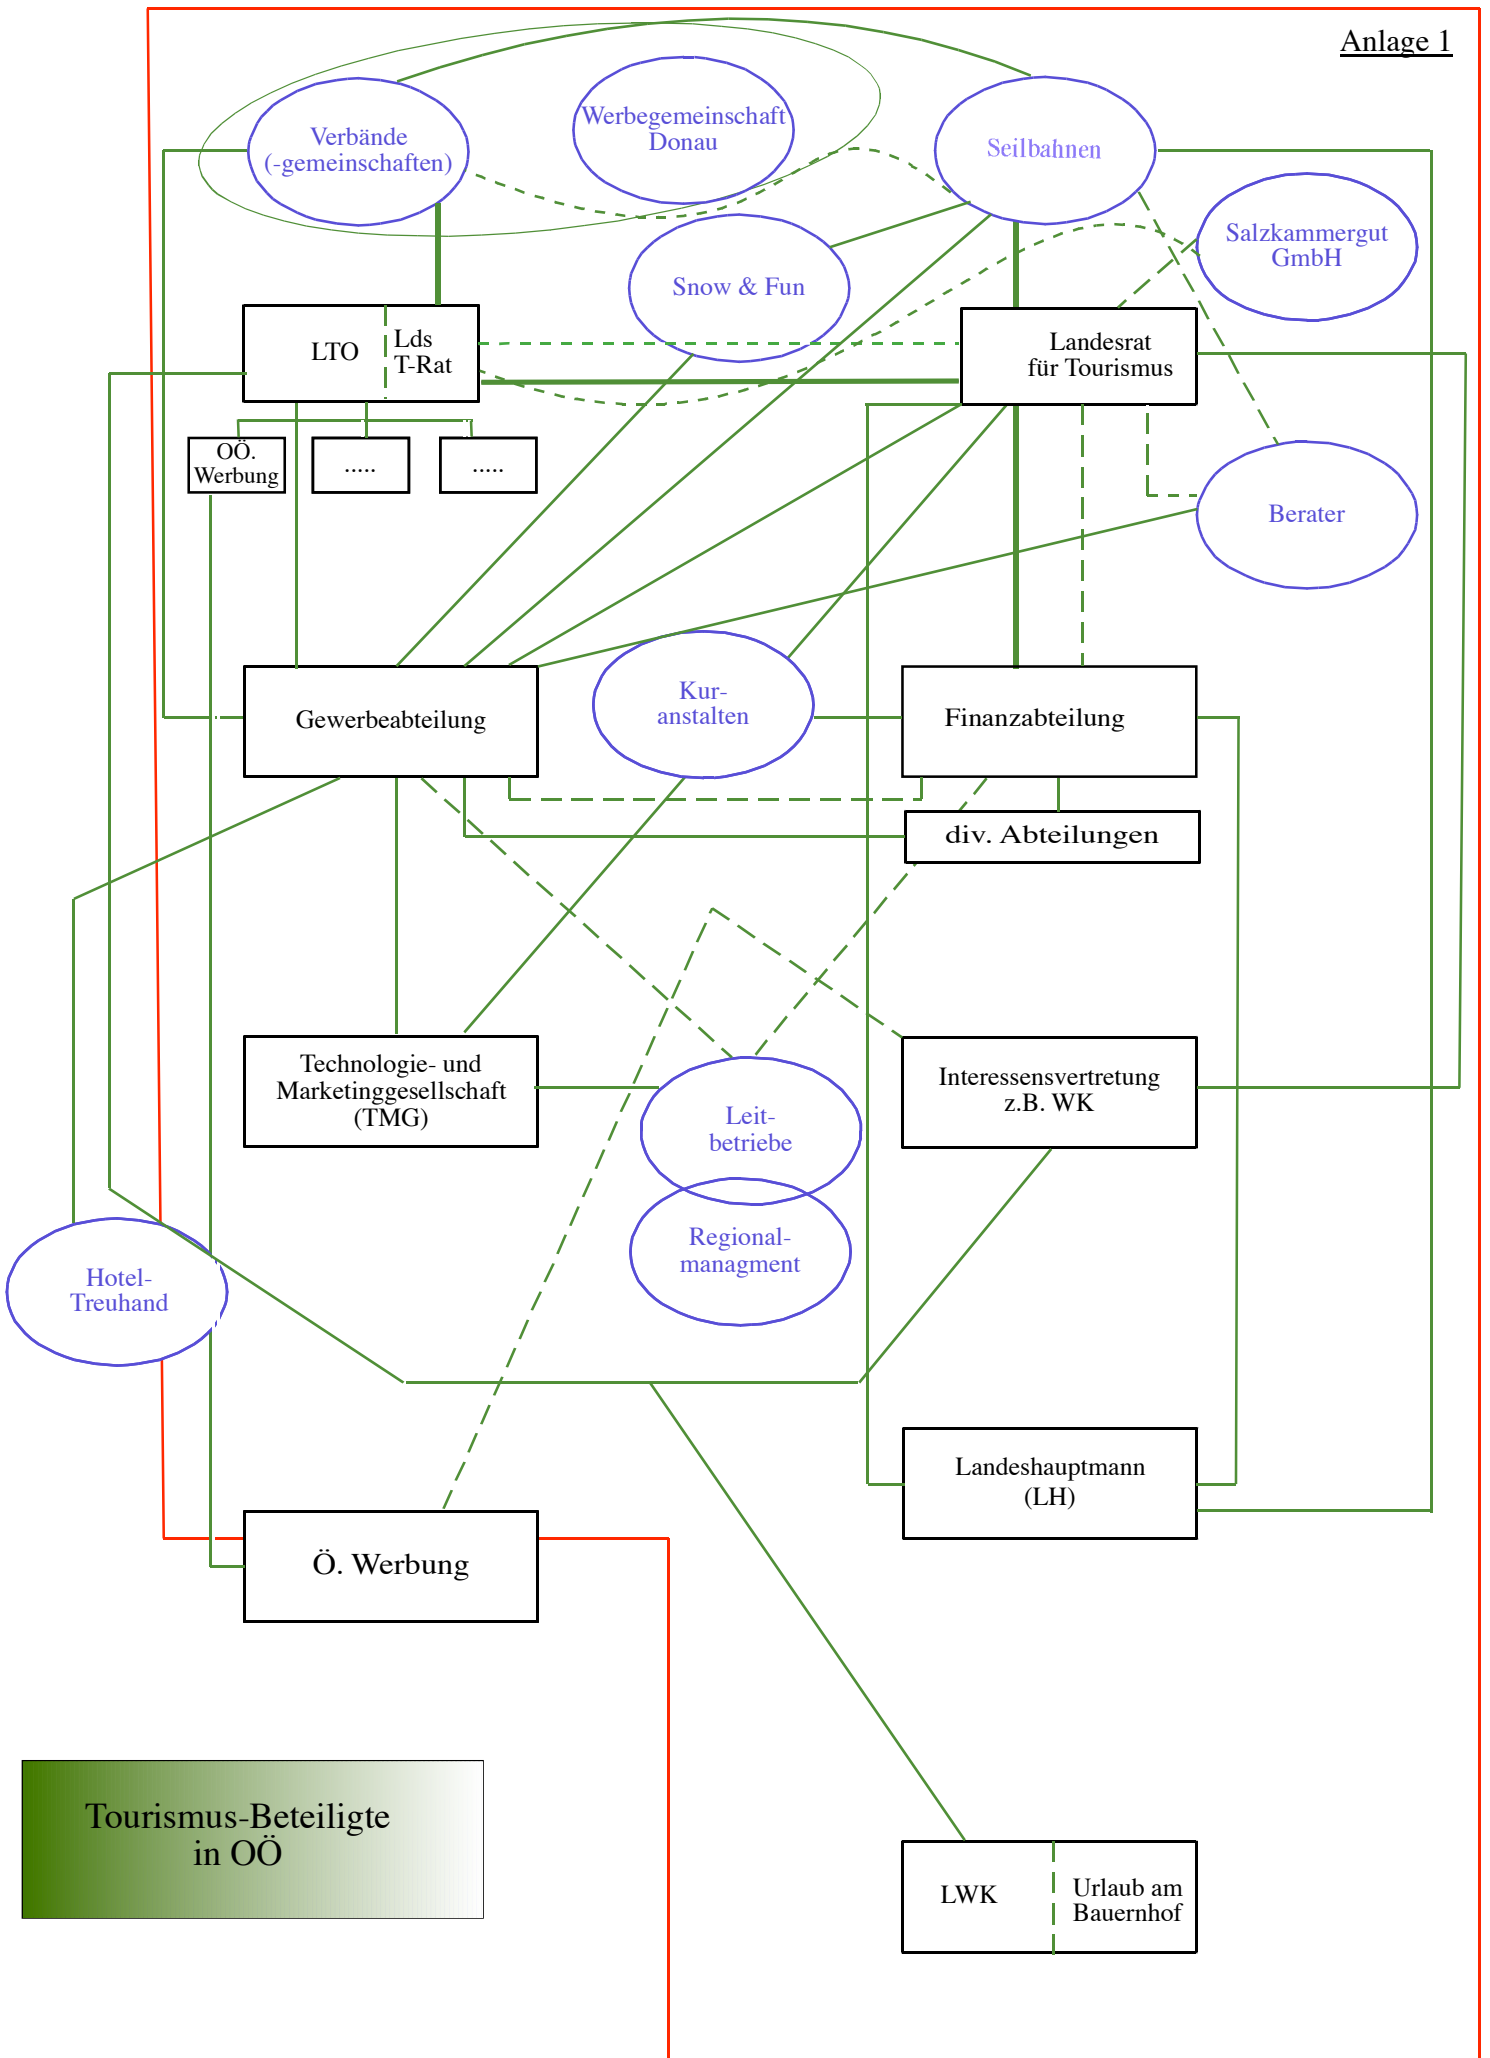 Anlage 1
Verbände
(-gemeinschaften)
Werbegemeinschaft
Donau
Seilbahnen
Salzkammergut
GmbH
Snow & Fun
LTO
Lds
T-Rat
Landesrat
für Tourismus
OÖ.
Werbung
.....
.....
Berater
Gewerbeabteilung
Kur-
anstalten
Finanzabteilung
div. Abteilungen
Technologie- und
Marketinggesellschaft
(TMG)
Leit-
betriebe
Interessensvertretung
z.B. WK
Regional-
managment
Hotel-
Treuhand
Landeshauptmann
(LH)
Ö. Werbung
Tourismus-Beteiligte
in OÖ
LWK
Urlaub am
Bauernhof